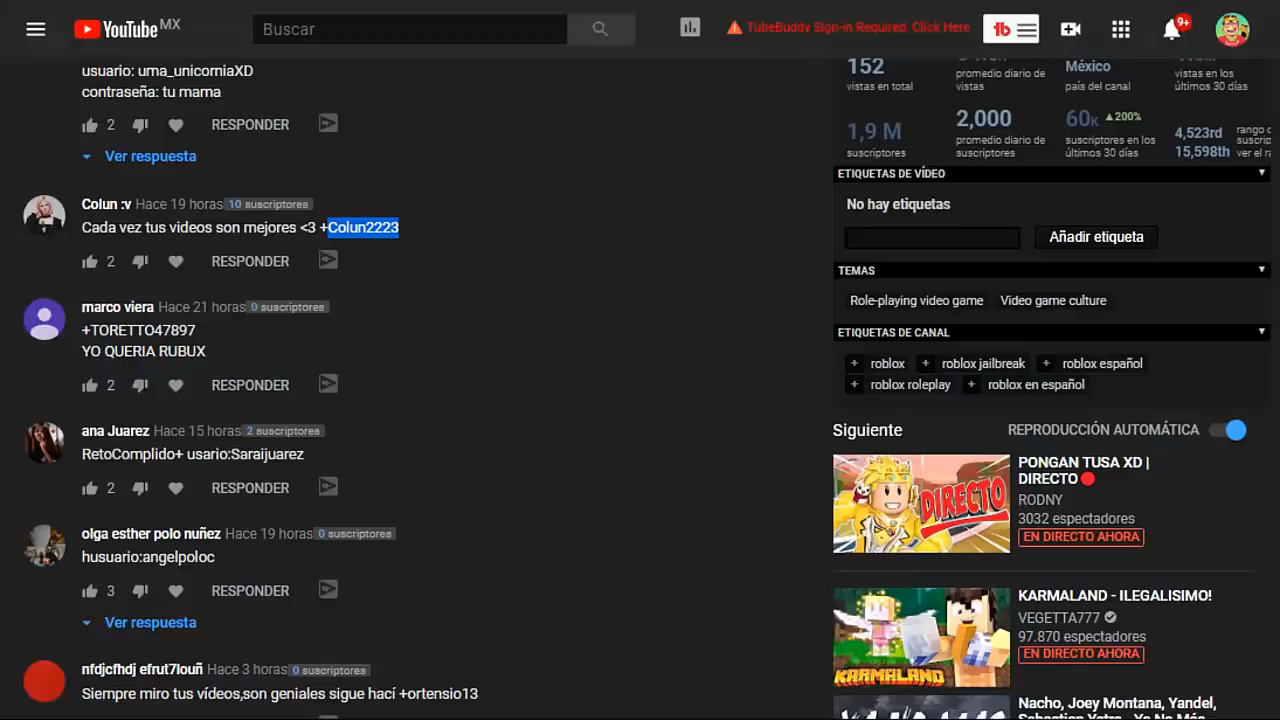 YouTube MX
Buscar
TubeBuddy Sign-in Required. Click Here
tb
9+
usuario: uma_unicorniaXD
contraseña: tu mama
2
RESPONDER
Ver respuesta
Colun :v Hace 19 horas 10 suscriptores
Cada vez tus videos son mejores <3 +Colun2223
2
RESPONDER
marco viera Hace 21 horas 0 suscriptores
+TORETTO47897
YO QUERIA RUBUX
2
RESPONDER
ana Juarez Hace 15 horas 2 suscriptores
RetoComplido+ usario:Saraijuarez
2
RESPONDER
olga esther polo nuñez Hace 19 horas 0 suscriptores
husuario:angelpoloc
3
RESPONDER
Ver respuesta
nfdjcfhdj efrut7louñ Hace 3 horas 0 suscriptores
Siempre miro tus vídeos,son geniales sigue hací +ortensio13
152
vistas en total
promedio diario de
vistas
México
país del canal
vistas en los
últimos 30 días
1,9 M
suscriptores
2,000
promedio diario de
suscriptores
60K ▲200%
suscriptores en los
últimos 30 días
4,523rd
15,598th
rango
ver el
ETIQUETAS DE VÍDEO
No hay etiquetas
Añadir etiqueta
TEMAS
Role-playing video game
Video game culture
ETIQUETAS DE CANAL
+ roblox + roblox jailbreak + roblox español
+ roblox roleplay + roblox en español
Siguiente
REPRODUCCIÓN AUTOMÁTICA
DIRECTO
PONGAN TUSA XD |
DIRECTO🔴
RODNY
3032 espectadores
EN DIRECTO AHORA
KARMALAND
KARMALAND - ILEGALISIMO!
VEGETTA777
97.870 espectadores
EN DIRECTO AHORA
Nacho, Joey Montana, Yandel,